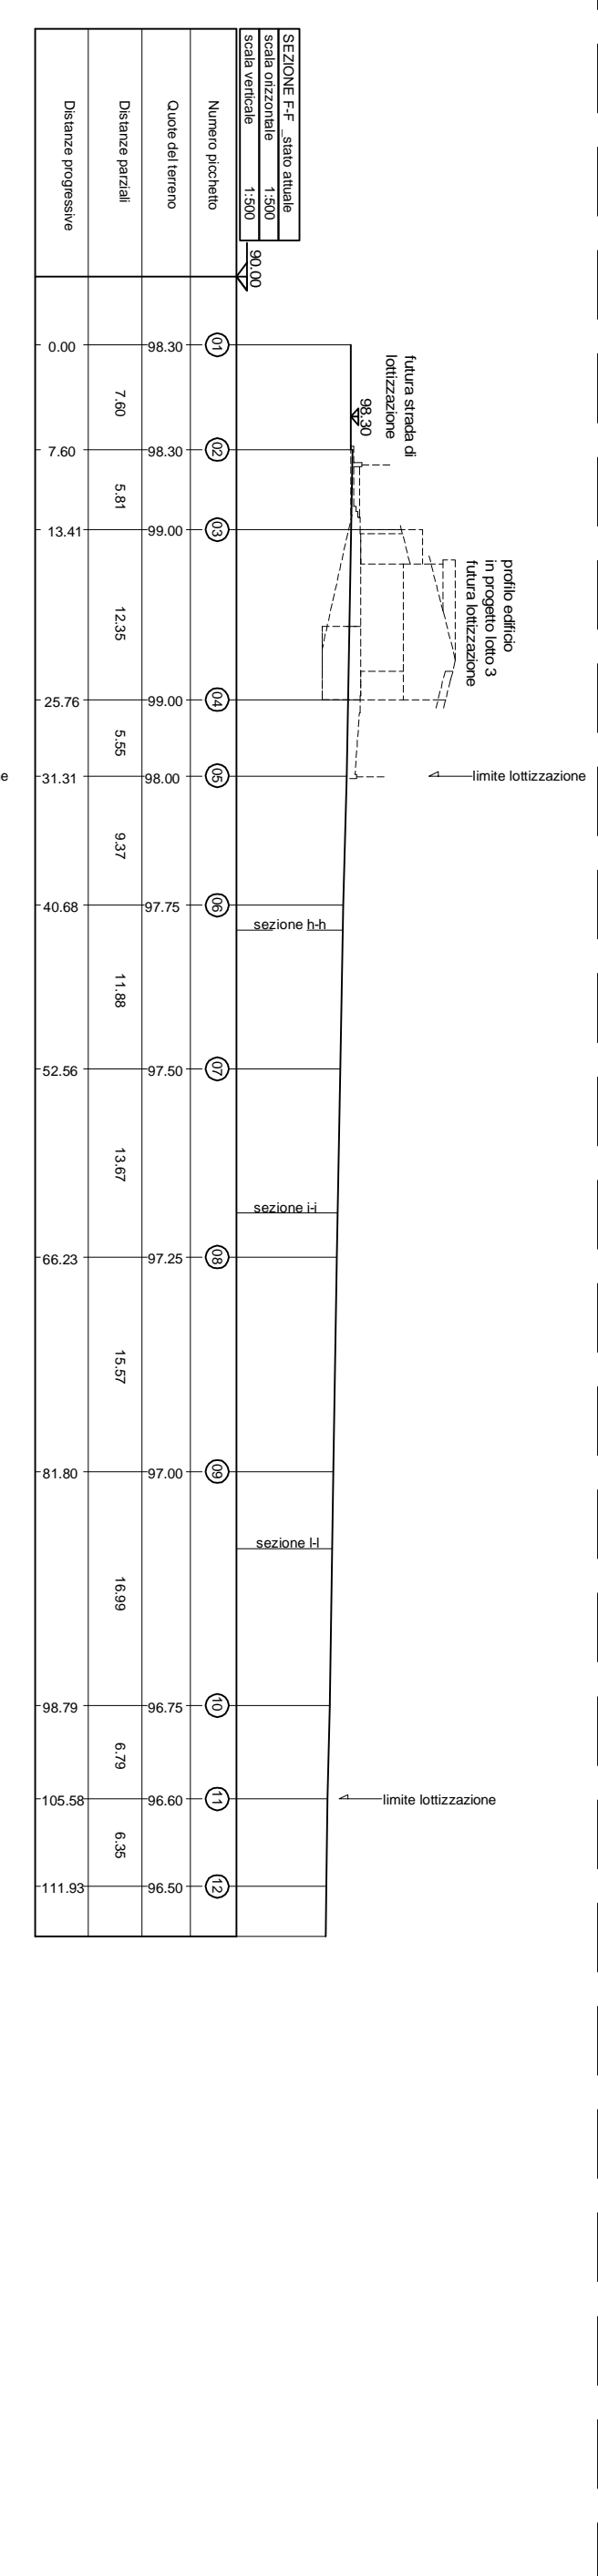 SEZIONE F-F _stato attuale
scala orizzontale 1:500
scala verticale 1:500
90.00
Numero picchetto
01 02 03 04 05 06 07 08 09 10 11 12
Quote del terreno
98.30 98.30 99.00 99.00 98.00 97.75 97.50 97.25 97.00 96.75 96.60 96.50
Distanze parziali
7.60 5.81 12.35 5.55 9.37 11.88 13.67 15.57 16.99 6.79 6.35
Distanze progressive
0.00 7.60 13.41 25.76 31.31 40.68 52.56 66.23 81.80 98.79 105.58 111.93
futura strada di
lottizzazione
98.30
profilo edificio
in progetto lotto 3
futura lottizzazione
limite lottizzazione
sezione h-h
sezione i-i
sezione l-l
limite lottizzazione
e